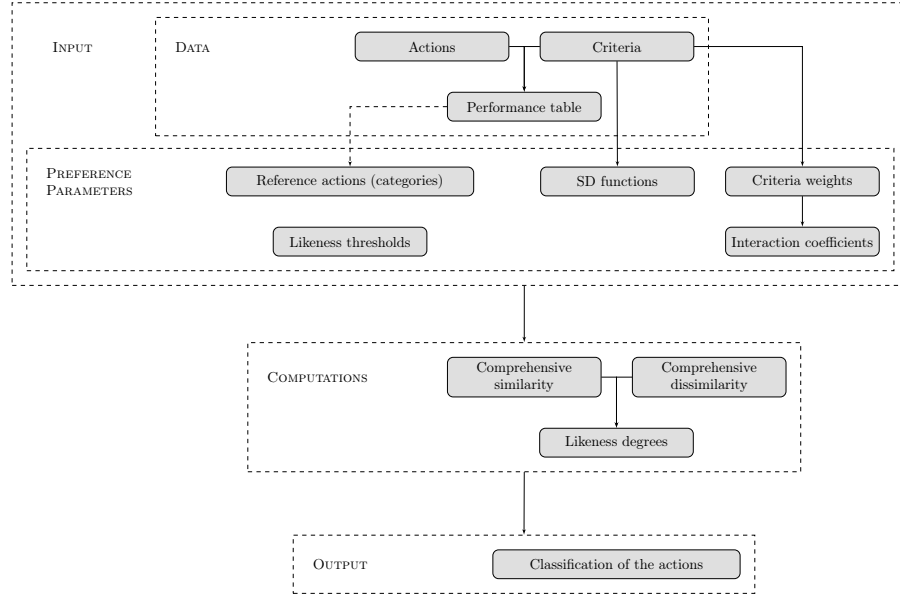 INPUT
DATA
Actions
Criteria
Performance table
PREFERENCE
PARAMETERS
Reference actions (categories)
SD functions
Criteria weights
Likeness thresholds
Interaction coefficients
COMPUTATIONS
Comprehensive
similarity
Comprehensive
dissimilarity
Likeness degrees
OUTPUT
Classification of the actions